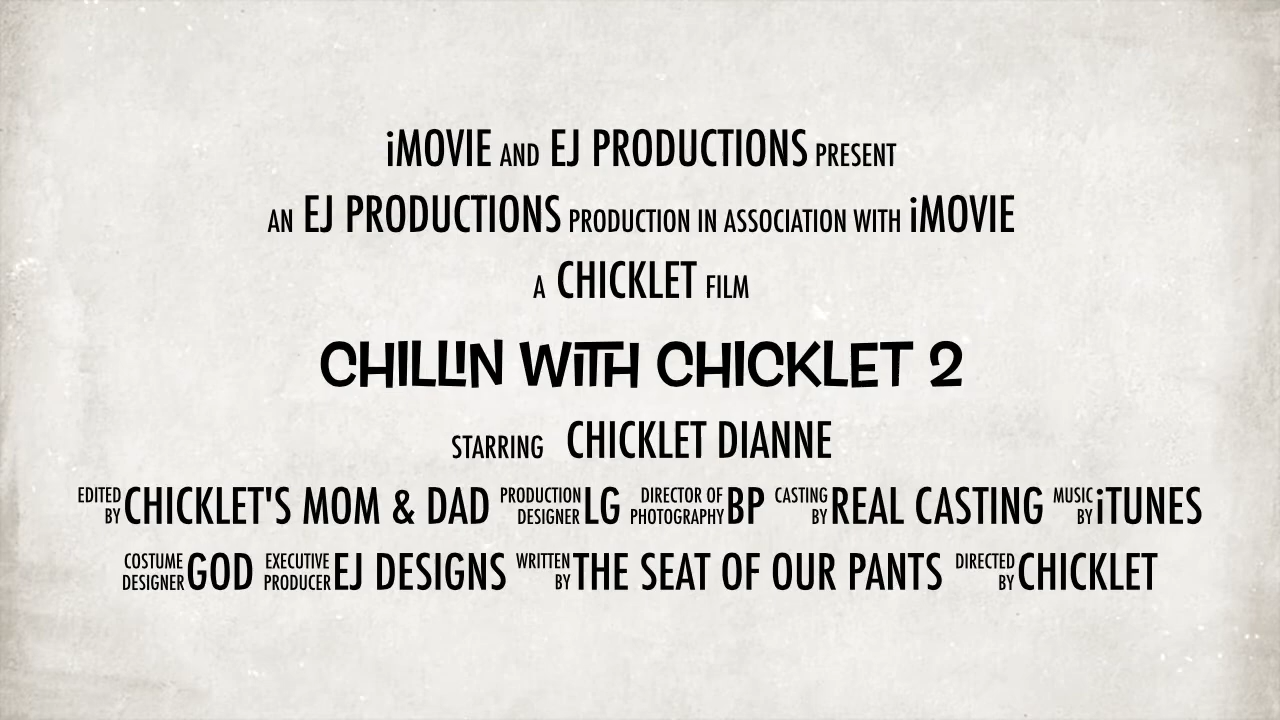 iMOVIE AND EJ PRODUCTIONS PRESENT
AN EJ PRODUCTIONS PRODUCTION IN ASSOCIATION WITH iMOVIE
A CHICKLET FILM
CHILLIN WITH CHICKLET 2
STARRING CHICKLET DIANNE
EDITED BY CHICKLET'S MOM & DAD PRODUCTION DESIGNER LG DIRECTOR OF PHOTOGRAPHY BP CASTING BY REAL CASTING MUSIC BY iTUNES
COSTUME DESIGNER GOD EXECUTIVE PRODUCER EJ DESIGNS WRITTEN BY THE SEAT OF OUR PANTS DIRECTED BY CHICKLET